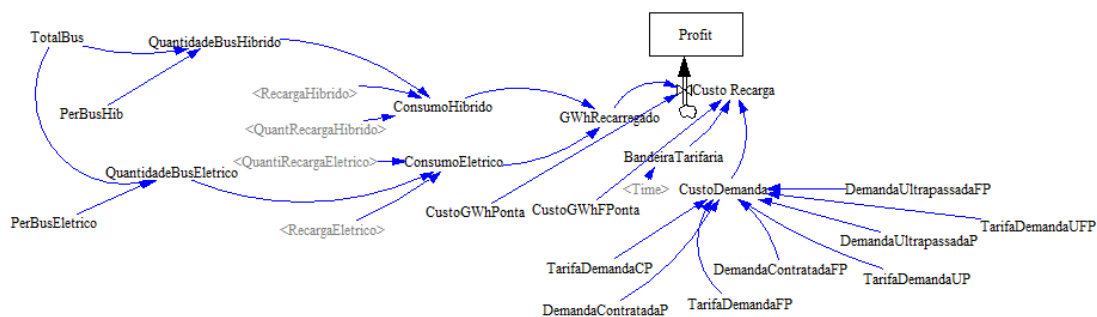 TotalBus
QuantidadeBusHibrido
Profit
<RecargaHibrido>
Custo Recarga
PerBusHib
ConsumoHibrido
GWhRecarregado
<QuantRecargaHibrido>
<QuantiRecargaEletrico>
ConsumoEletrico
BandeiraTarifaria
QuantidadeBusEletrico
<Time>
CustoDemanda
DemandaUltrapassadaFP
PerBusEletrico
CustoGWhPonta
CustoGWhFPonta
<RecargaEletrico>
TarifaDemandaUFP
DemandaUltrapassadaP
TarifaDemandaCP
DemandaContratadaFP
TarifaDemandaUP
DemandaContratadaP
TarifaDemandaFP